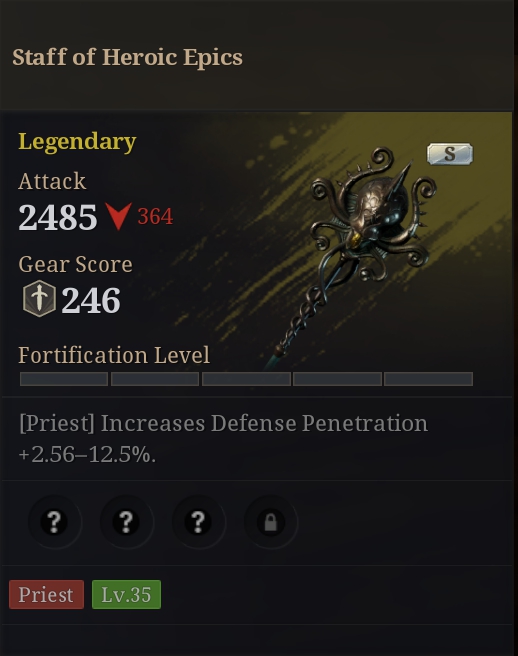 Staff of Heroic Epics
Legendary
S
Attack
2485 364
Gear Score
246
Fortification Level
[Priest] Increases Defense Penetration
+2.56–12.5%.
? ? ?
Priest Lv.35